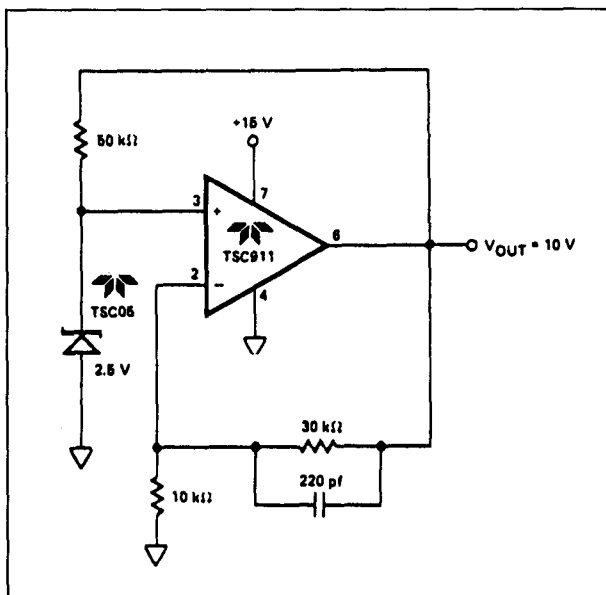 +15 V
50 kΩ
7
3
+
6
TSC911
VOUT = 10 V
2
−
4
TSC05
2.5 V
30 kΩ
220 pf
10 kΩ